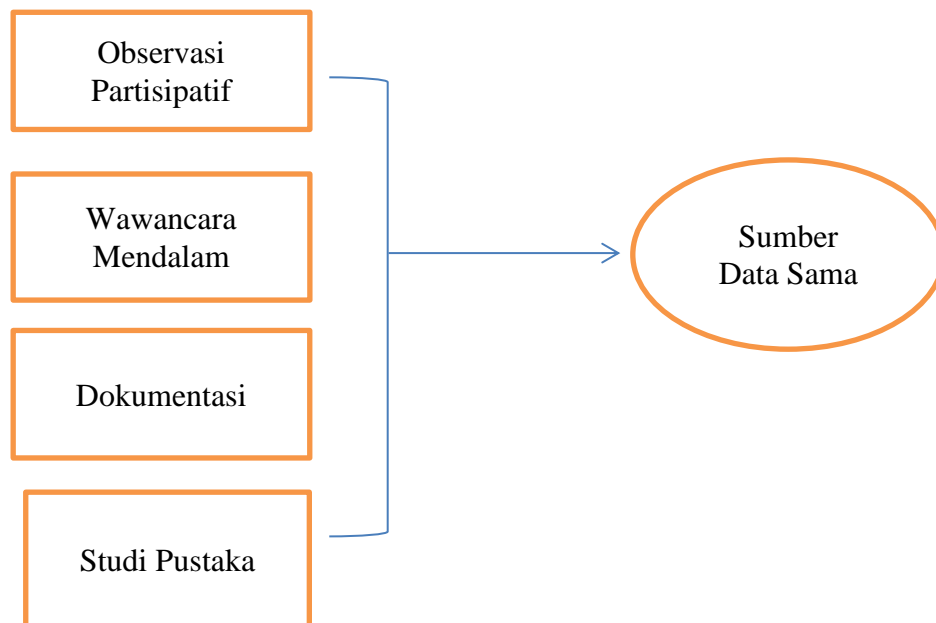 Observasi
Partisipatif
Wawancara
Mendalam
Dokumentasi
Studi Pustaka
Sumber
Data Sama